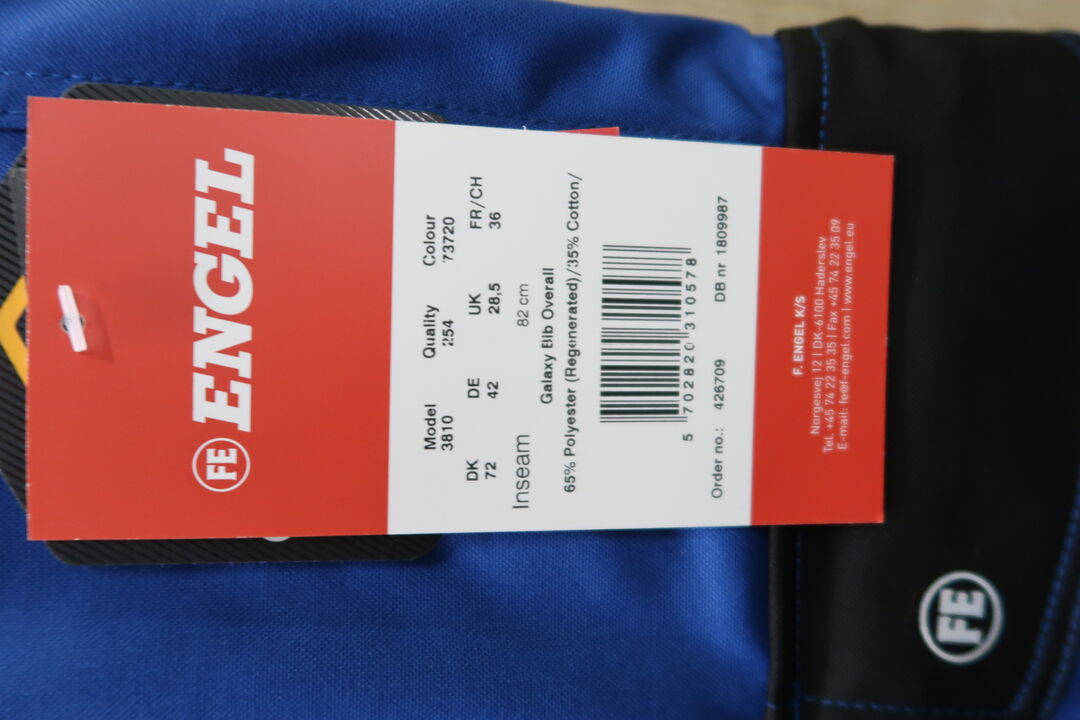 FE ENGEL
Model Quality Colour
3810 254 73720
DK DE UK FR/CH
72 42 28,5 36
Inseam 82 cm
Galaxy Bib Overall
65% Polyester (Regenerated)/35% Cotton/
5 702820 310578
Order no.: 426709 DB nr 1809987
F. ENGEL K/S
Norgesvej 12 | DK-6100 Haderslev
Tel. +45 74 22 35 35 | Fax +45 74 22 35 09
E-mail: fe@f-engel.com | www.engel.eu
FE